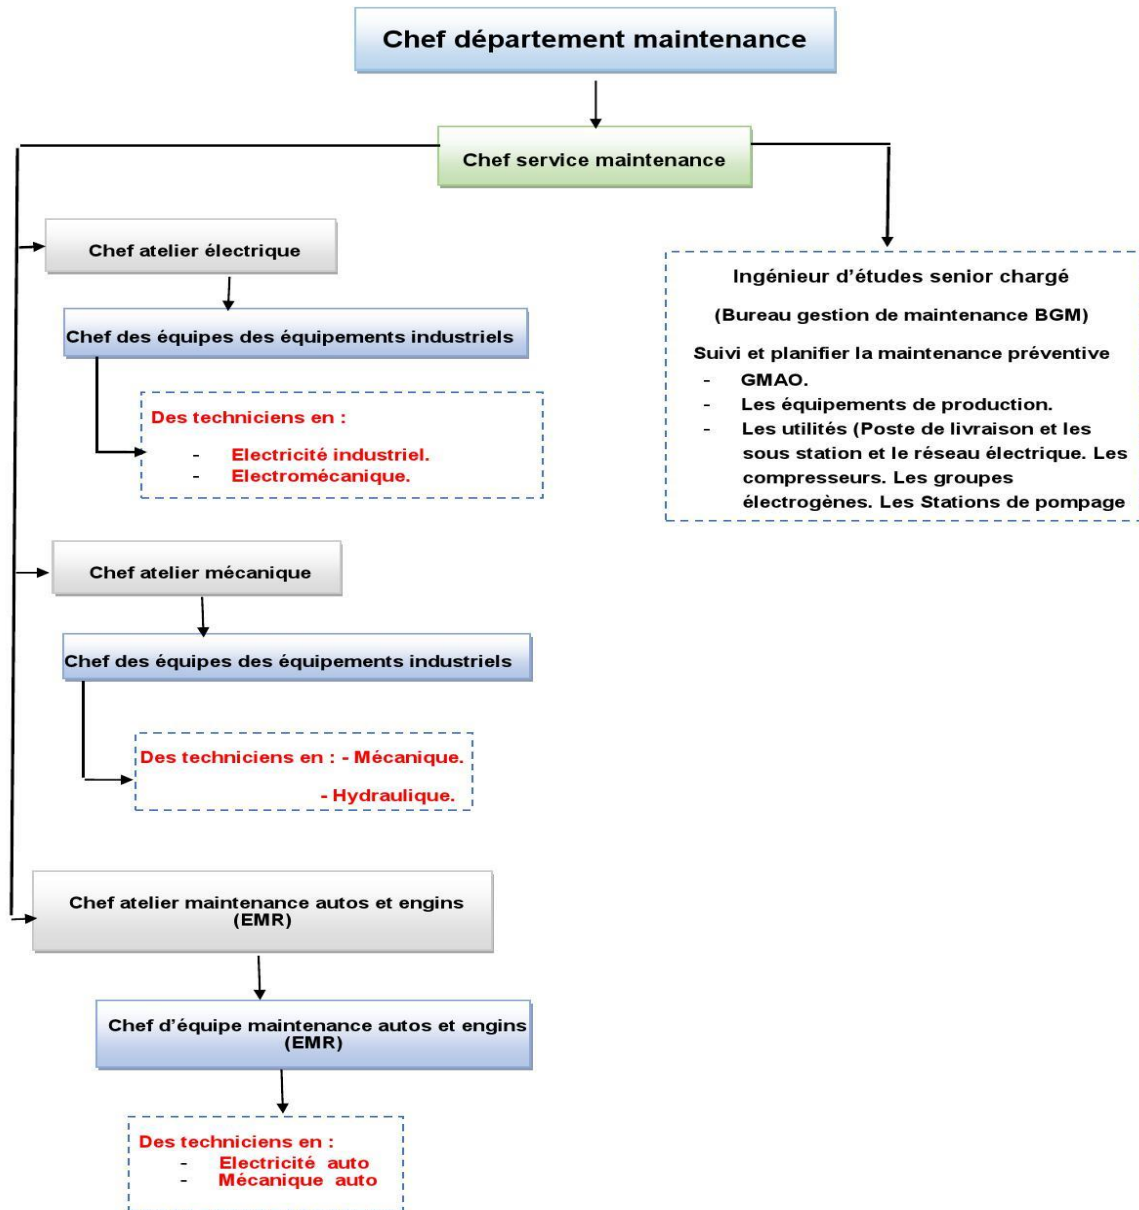 Chef département maintenance
Chef service maintenance
Chef atelier électrique
Chef des équipes des équipements industriels
Des techniciens en :
- Electricité industriel.
- Electromécanique.
Chef atelier mécanique
Chef des équipes des équipements industriels
Des techniciens en : - Mécanique.
- Hydraulique.
Chef atelier maintenance autos et engins
(EMR)
Chef d’équipe maintenance autos et engins
(EMR)
Des techniciens en :
- Electricité auto
- Mécanique auto
Ingénieur d’études senior chargé
(Bureau gestion de maintenance BGM)
Suivi et planifier la maintenance préventive
- GMAO.
- Les équipements de production.
- Les utilités (Poste de livraison et les
sous station et le réseau électrique. Les
compresseurs. Les groupes
électrogènes. Les Stations de pompage